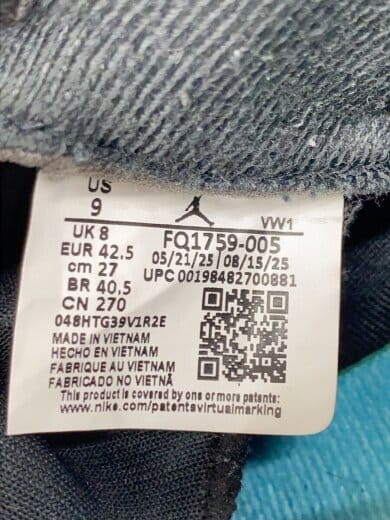 US
9
VW1
UK 8
EUR 42.5
cm 27
BR 40.5
CN 270
FQ1759-005
05/21/25 | 08/15/25
UPC 00198482700881
048HTG39V1R2E
MADE IN VIETNAM
HECHO EN VIETNAM
FABRIQUE AU VIETNAM
FABRICADO NO VIETNÃ
This product is covered by one or more patents:
www.nike.com/patentsvirtualmarking